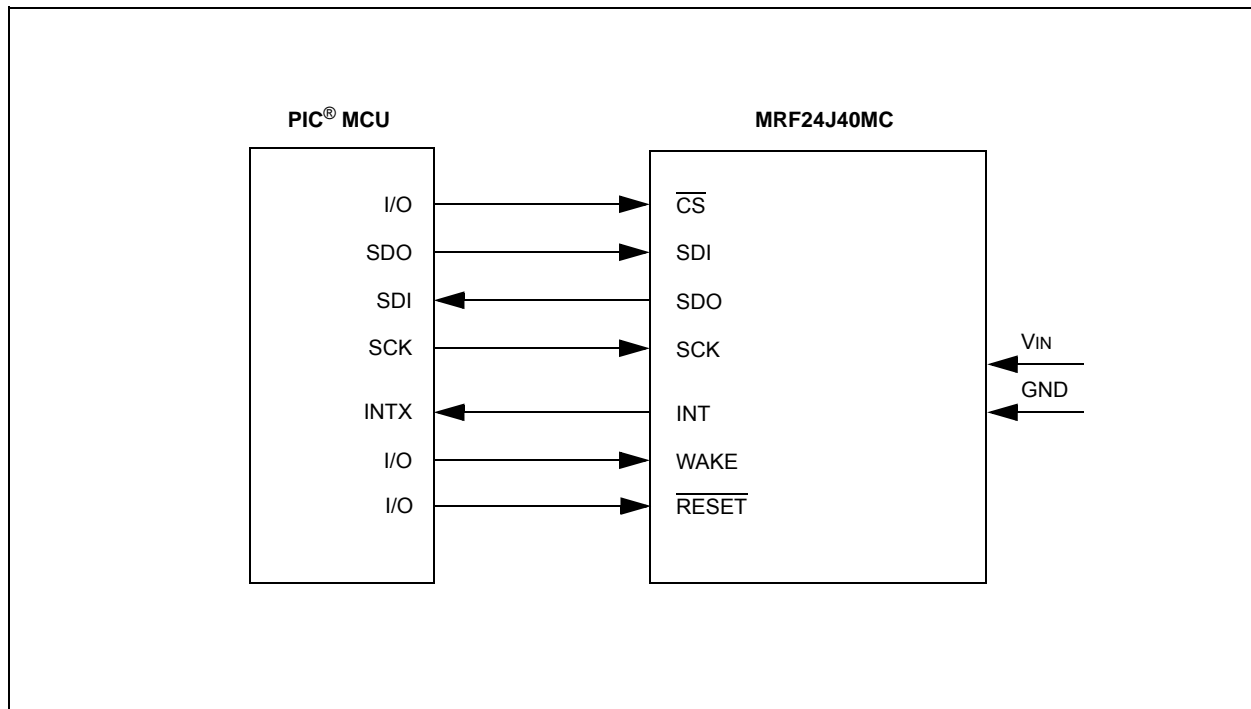 PIC® MCU
MRF24J40MC
I/O
CS
SDO
SDI
SDI
SDO
SCK
SCK
VIN
GND
INTX
INT
I/O
WAKE
I/O
RESET